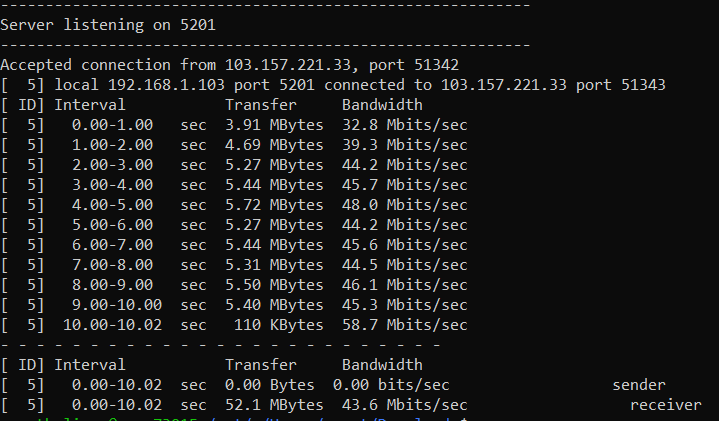 -----------------------------------------------------------
Server listening on 5201
-----------------------------------------------------------
Accepted connection from 103.157.221.33, port 51342
[  5] local 192.168.1.103 port 5201 connected to 103.157.221.33 port 51343
[ ID] Interval           Transfer     Bandwidth
[  5]   0.00-1.00   sec  3.91 MBytes  32.8 Mbits/sec
[  5]   1.00-2.00   sec  4.69 MBytes  39.3 Mbits/sec
[  5]   2.00-3.00   sec  5.27 MBytes  44.2 Mbits/sec
[  5]   3.00-4.00   sec  5.44 MBytes  45.7 Mbits/sec
[  5]   4.00-5.00   sec  5.72 MBytes  48.0 Mbits/sec
[  5]   5.00-6.00   sec  5.27 MBytes  44.2 Mbits/sec
[  5]   6.00-7.00   sec  5.44 MBytes  45.6 Mbits/sec
[  5]   7.00-8.00   sec  5.31 MBytes  44.5 Mbits/sec
[  5]   8.00-9.00   sec  5.50 MBytes  46.1 Mbits/sec
[  5]   9.00-10.00  sec  5.40 MBytes  45.3 Mbits/sec
[  5]  10.00-10.02  sec   110 KBytes  58.7 Mbits/sec
- - - - - - - - - - - - - - - - - - - - - - - - -
[ ID] Interval           Transfer     Bandwidth
[  5]   0.00-10.02  sec  0.00 Bytes  0.00 bits/sec                  sender
[  5]   0.00-10.02  sec  52.1 MBytes  43.6 Mbits/sec                  receiver